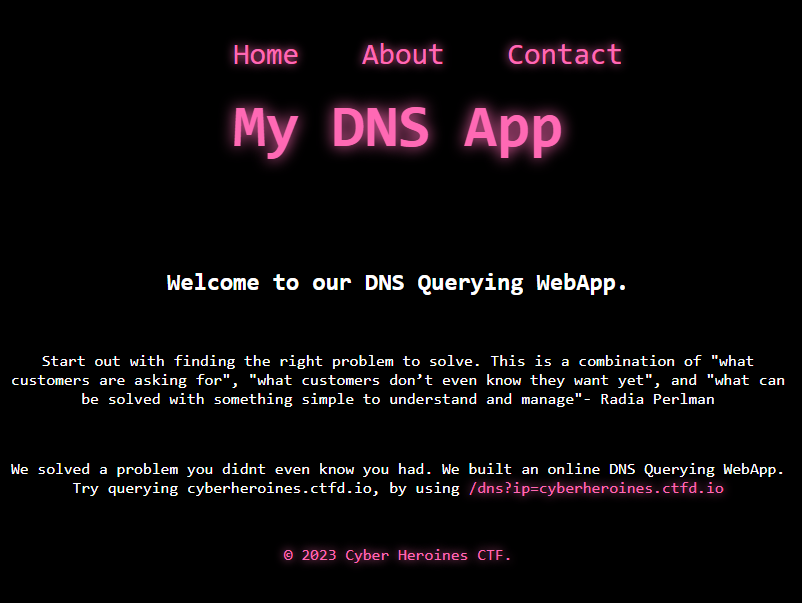 Home About Contact
My DNS App
Welcome to our DNS Querying WebApp.
Start out with finding the right problem to solve. This is a combination of "what
customers are asking for", "what customers don’t even know they want yet", and "what can
be solved with something simple to understand and manage"- Radia Perlman
We solved a problem you didnt even know you had. We built an online DNS Querying WebApp.
Try querying cyberheroines.ctfd.io, by using /dns?ip=cyberheroines.ctfd.io
© 2023 Cyber Heroines CTF.